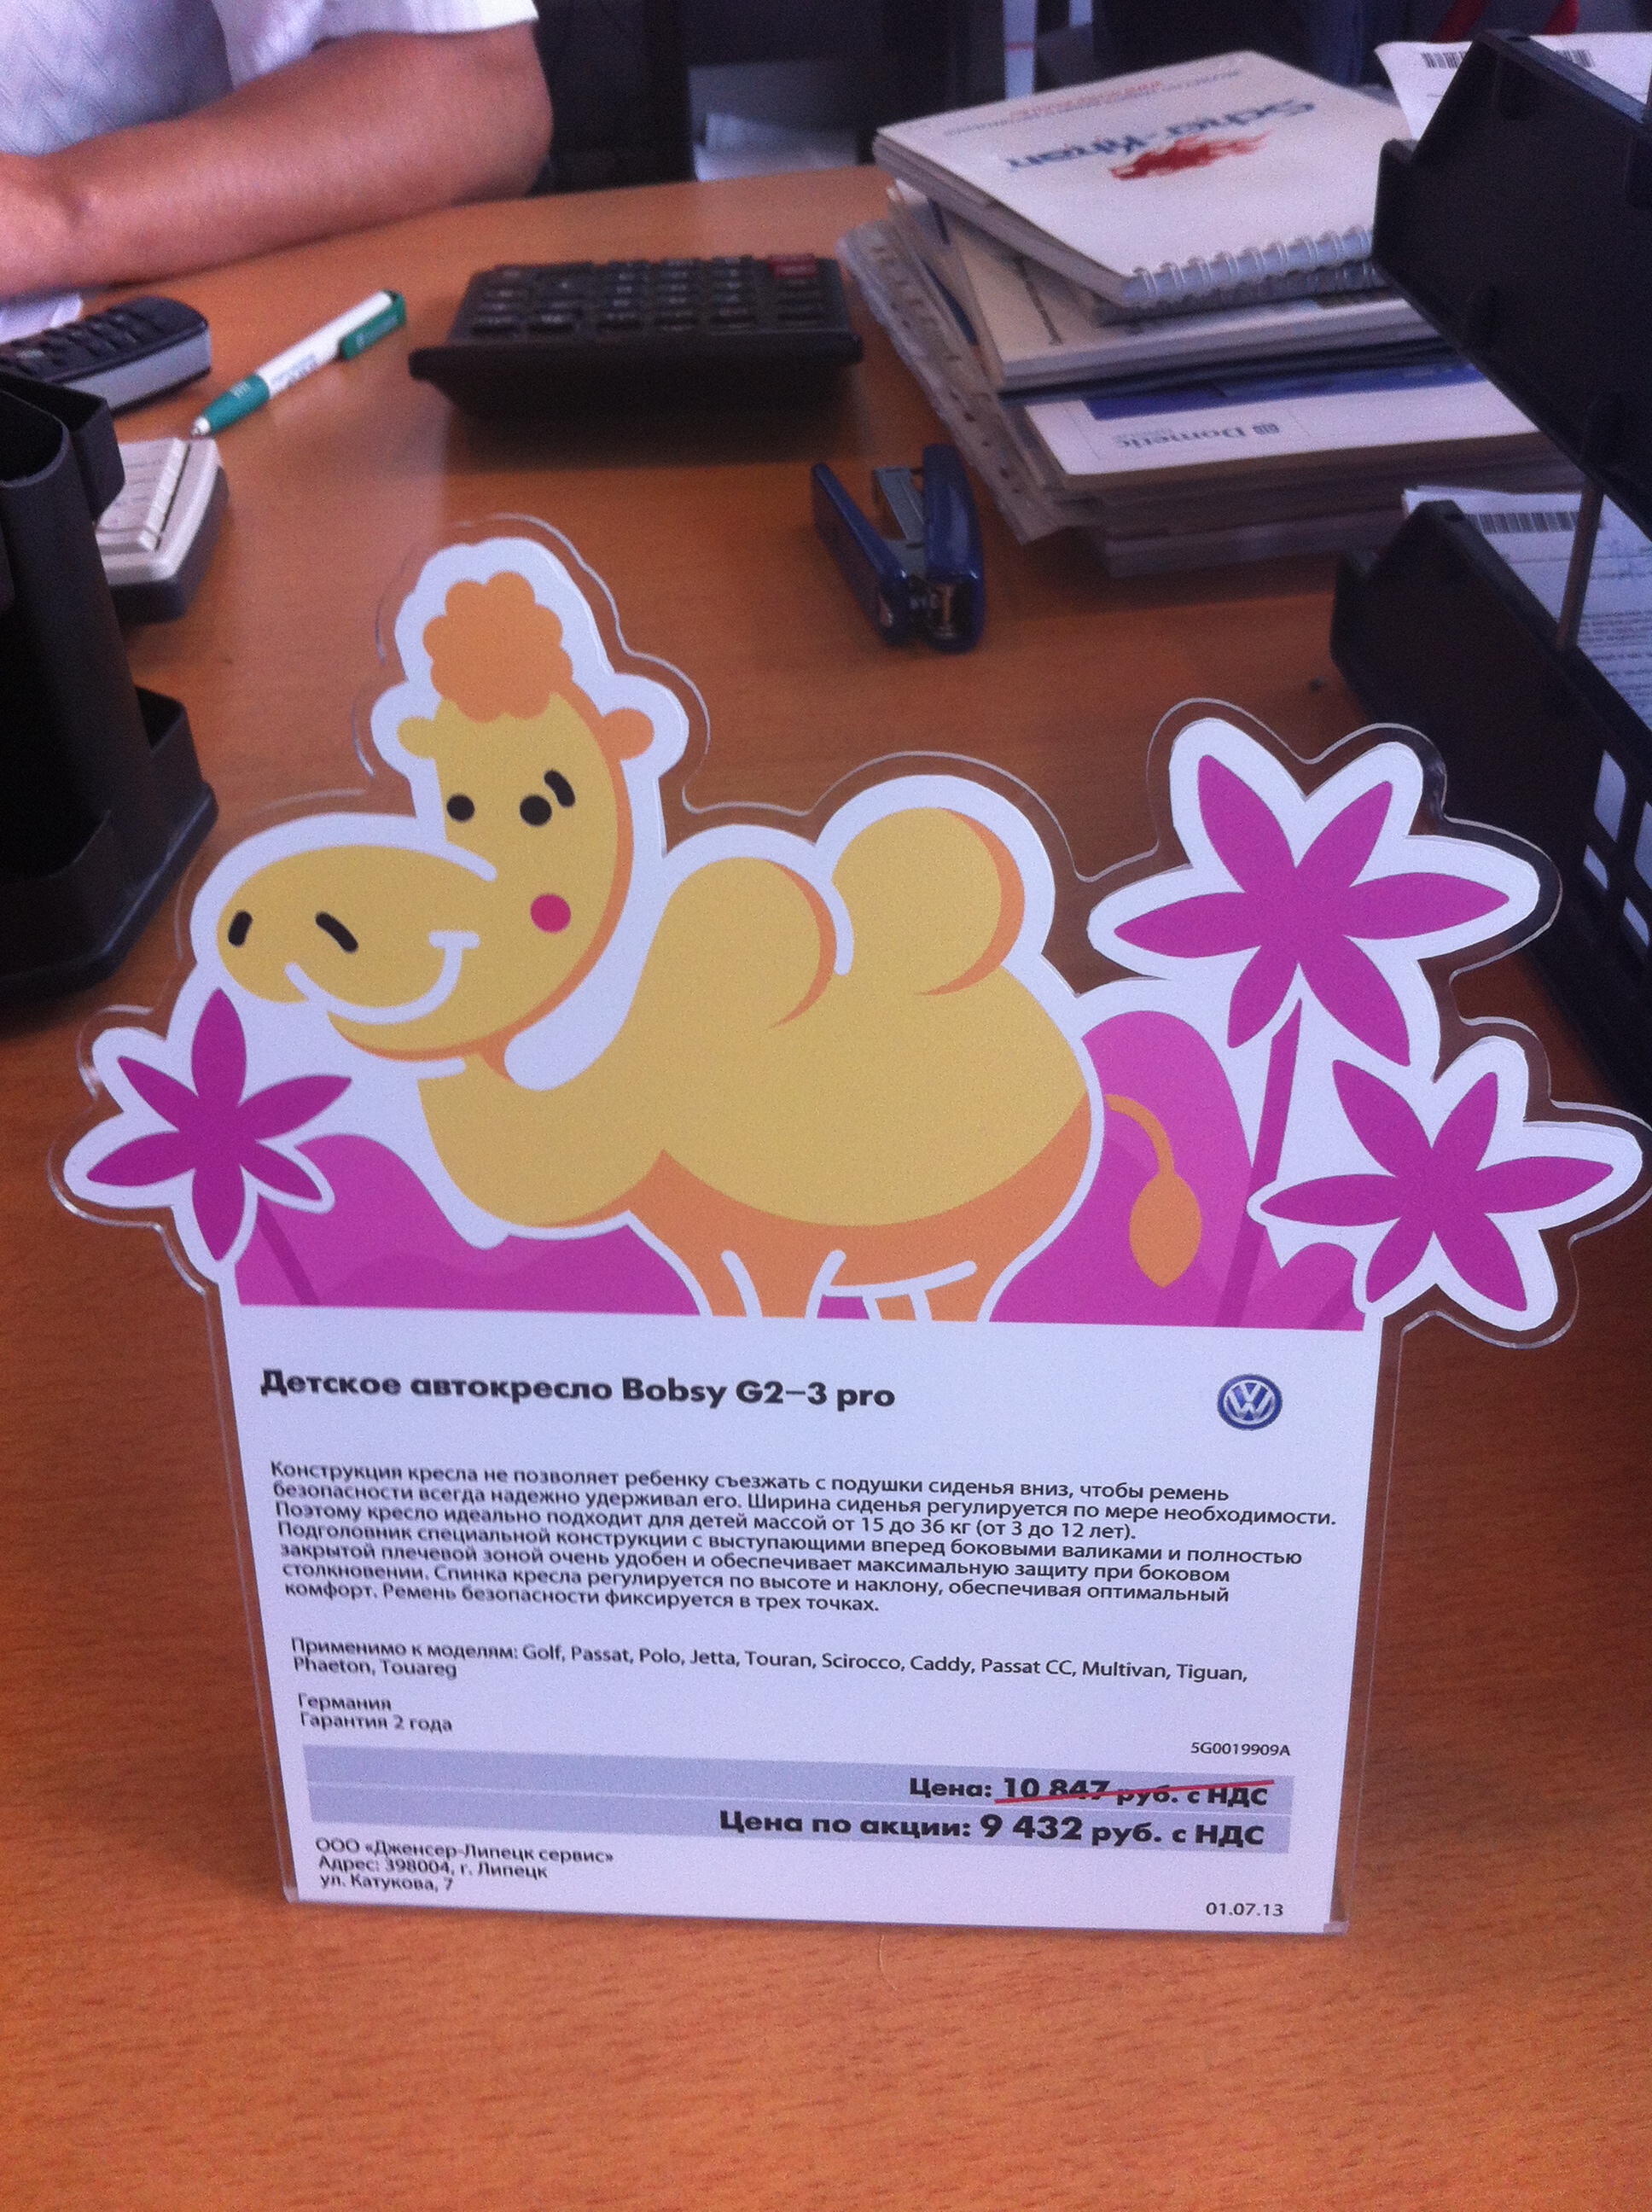 Scher-Khan
Dometic
Детское автокресло Bobsy G2–3 pro
Конструкция кресла не позволяет ребенку съезжать с подушки сиденья вниз, чтобы ремень
безопасности всегда надежно удерживал его. Ширина сиденья регулируется по мере необходимости.
Поэтому кресло идеально подходит для детей массой от 15 до 36 кг (от 3 до 12 лет).
Подголовник специальной конструкции с выступающими вперед боковыми валиками и полностью
закрытой плечевой зоной очень удобен и обеспечивает максимальную защиту при боковом
столкновении. Спинка кресла регулируется по высоте и наклону, обеспечивая оптимальный
комфорт. Ремень безопасности фиксируется в трех точках.
Применимо к моделям: Golf, Passat, Polo, Jetta, Touran, Scirocco, Caddy, Passat CC, Multivan, Tiguan,
Phaeton, Touareg
Германия
Гарантия 2 года
5G0019909A
Цена: 10 847 руб. с НДС
Цена по акции: 9 432 руб. с НДС
ООО «Дженсер-Липецк сервис»
Адрес: 398004, г. Липецк
ул. Катукова, 7
01.07.13